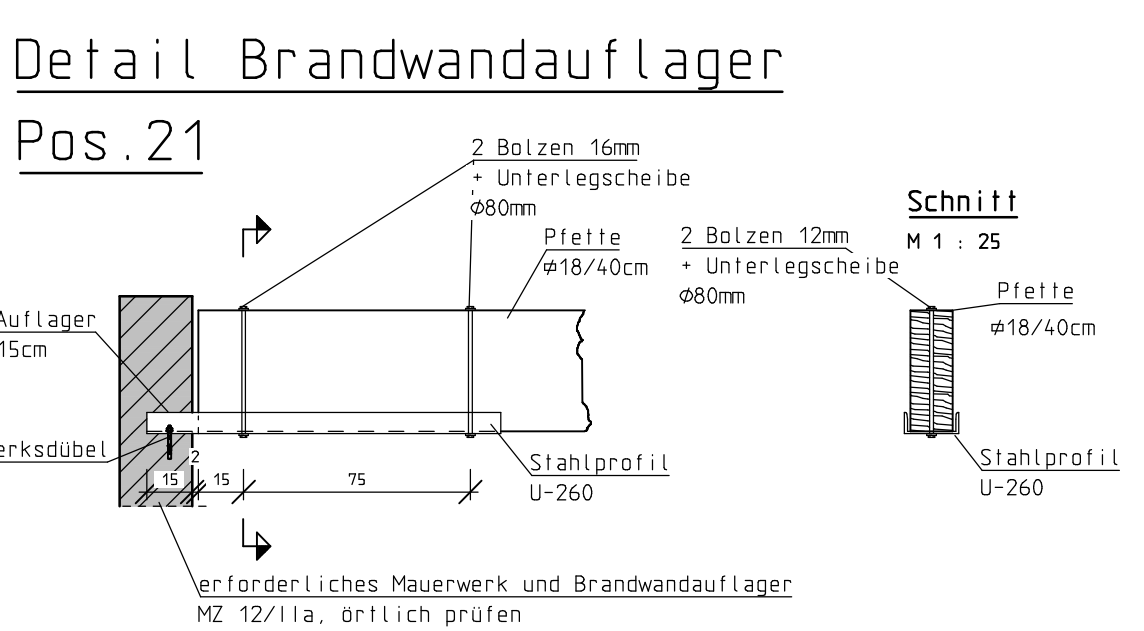 Detail Brandwandauflager
Pos.21
2 Bolzen 16mm
+ Unterlegscheibe
Ø80mm
Pfette
⌀18/40cm
2 Bolzen 12mm
+ Unterlegscheibe
Ø80mm
Schnitt
M 1 : 25
Pfette
⌀18/40cm
Auflager
15cm
erksdübel
2
15
15
75
Stahlprofil
U-260
Stahlprofil
U-260
erforderliches Mauerwerk und Brandwandauflager
MZ 12/IIa, örtlich prüfen